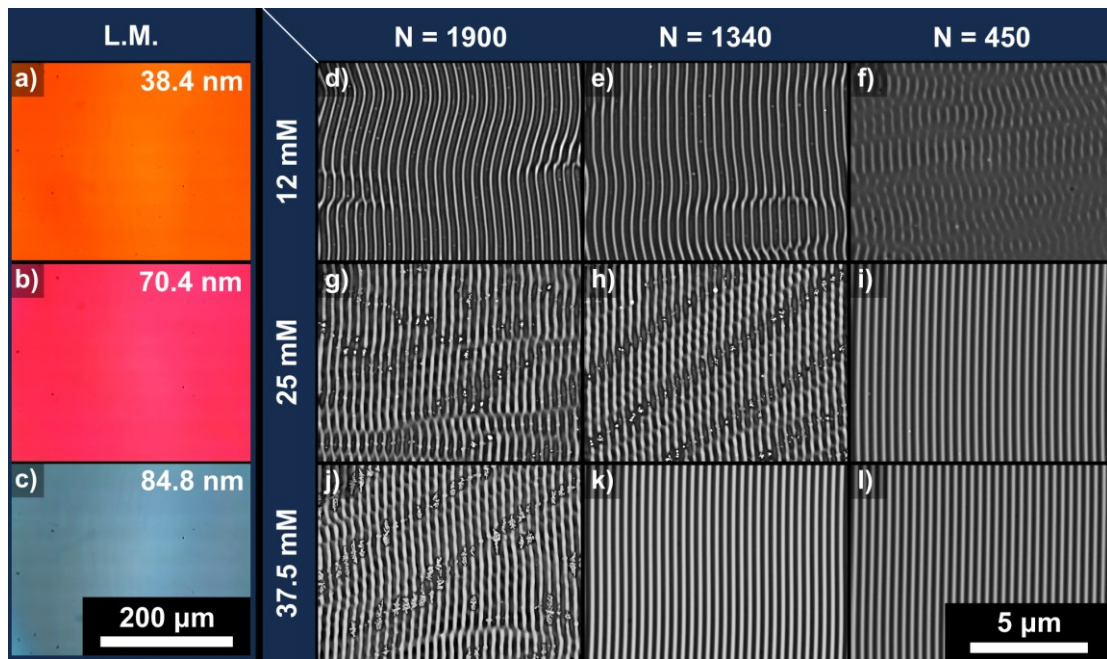 L.M.
N = 1900
N = 1340
N = 450
a)
38.4 nm
12 mM
d)
e)
f)
b)
70.4 nm
25 mM
g)
h)
i)
c)
84.8 nm
37.5 mM
j)
k)
l)
200 µm
5 µm